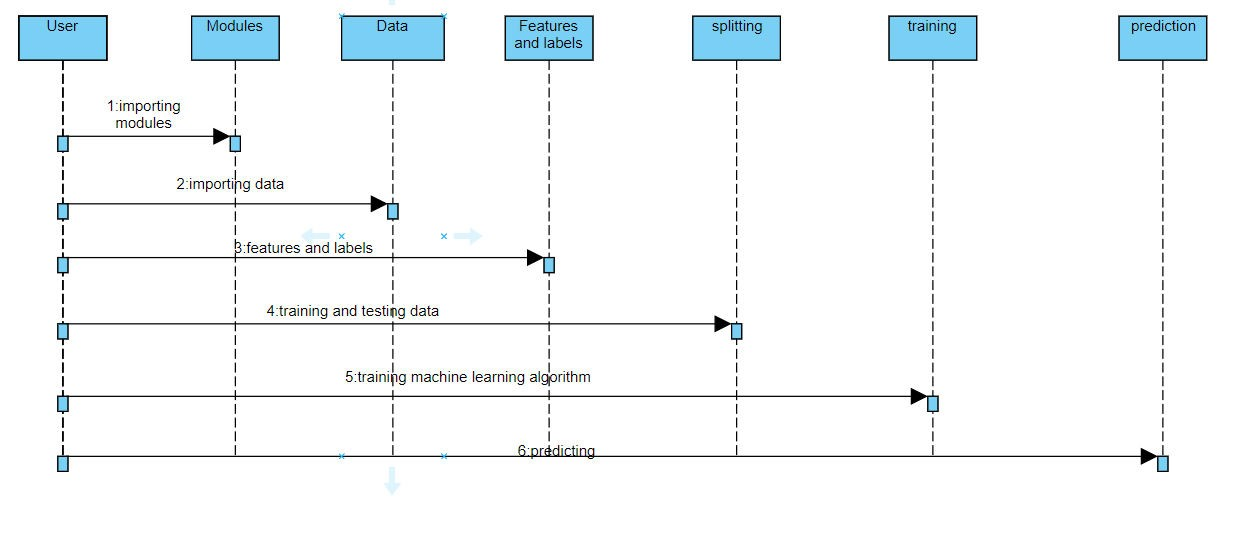 User
Modules
Data
Features
and labels
splitting
training
prediction
1:importing
modules
2:importing data
3:features and labels
4:training and testing data
5:training machine learning algorithm
6:predicting